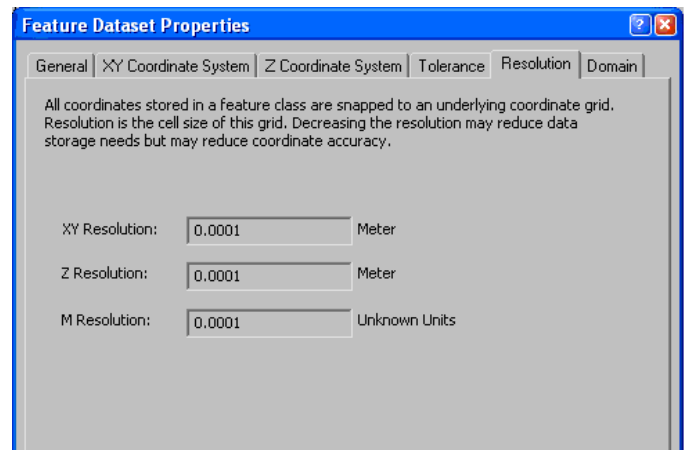 Feature Dataset Properties
General XY Coordinate System Z Coordinate System Tolerance Resolution Domain
All coordinates stored in a feature class are snapped to an underlying coordinate grid.
Resolution is the cell size of this grid. Decreasing the resolution may reduce data
storage needs but may reduce coordinate accuracy.
XY Resolution: 0.0001 Meter
Z Resolution: 0.0001 Meter
M Resolution: 0.0001 Unknown Units